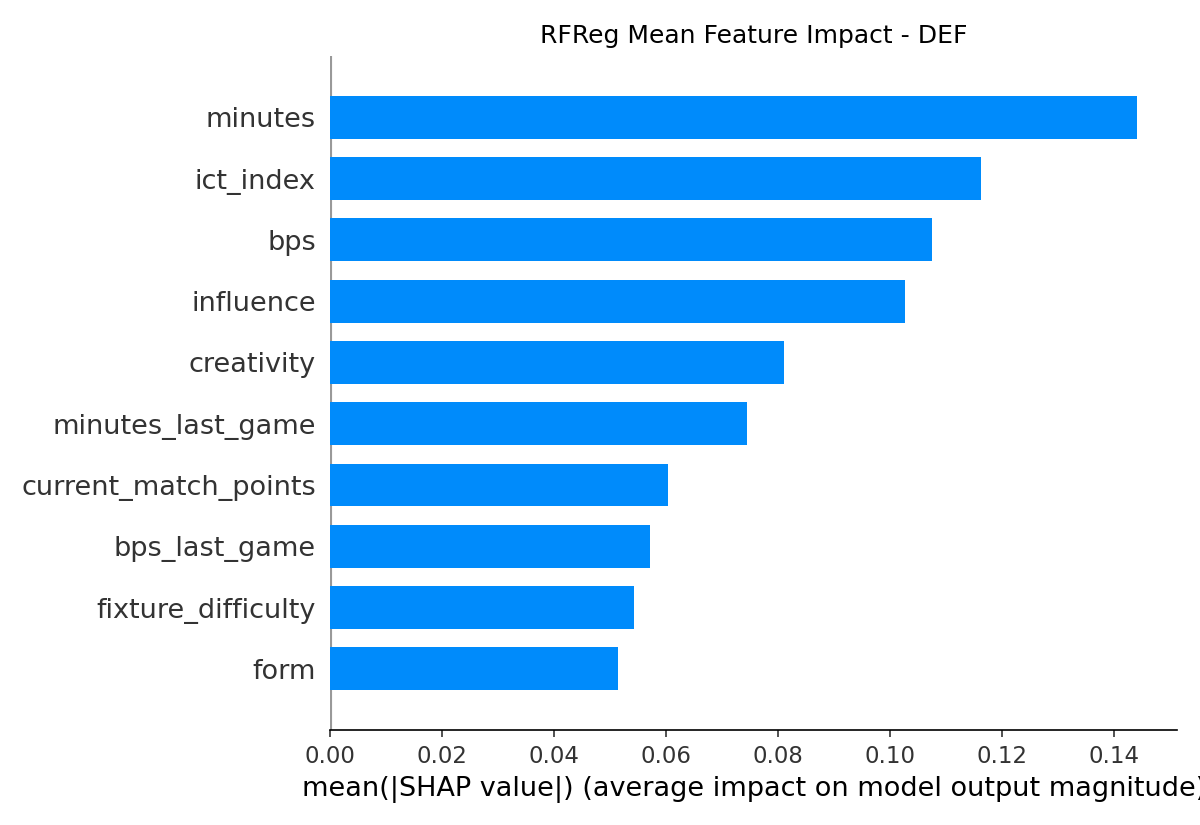 RFReg Mean Feature Impact - DEF
minutes
ict_index
bps
influence
creativity
minutes_last_game
current_match_points
bps_last_game
fixture_difficulty
form
0.00 0.02 0.04 0.06 0.08 0.10 0.12 0.14
mean(|SHAP value|) (average impact on model output magnitude)